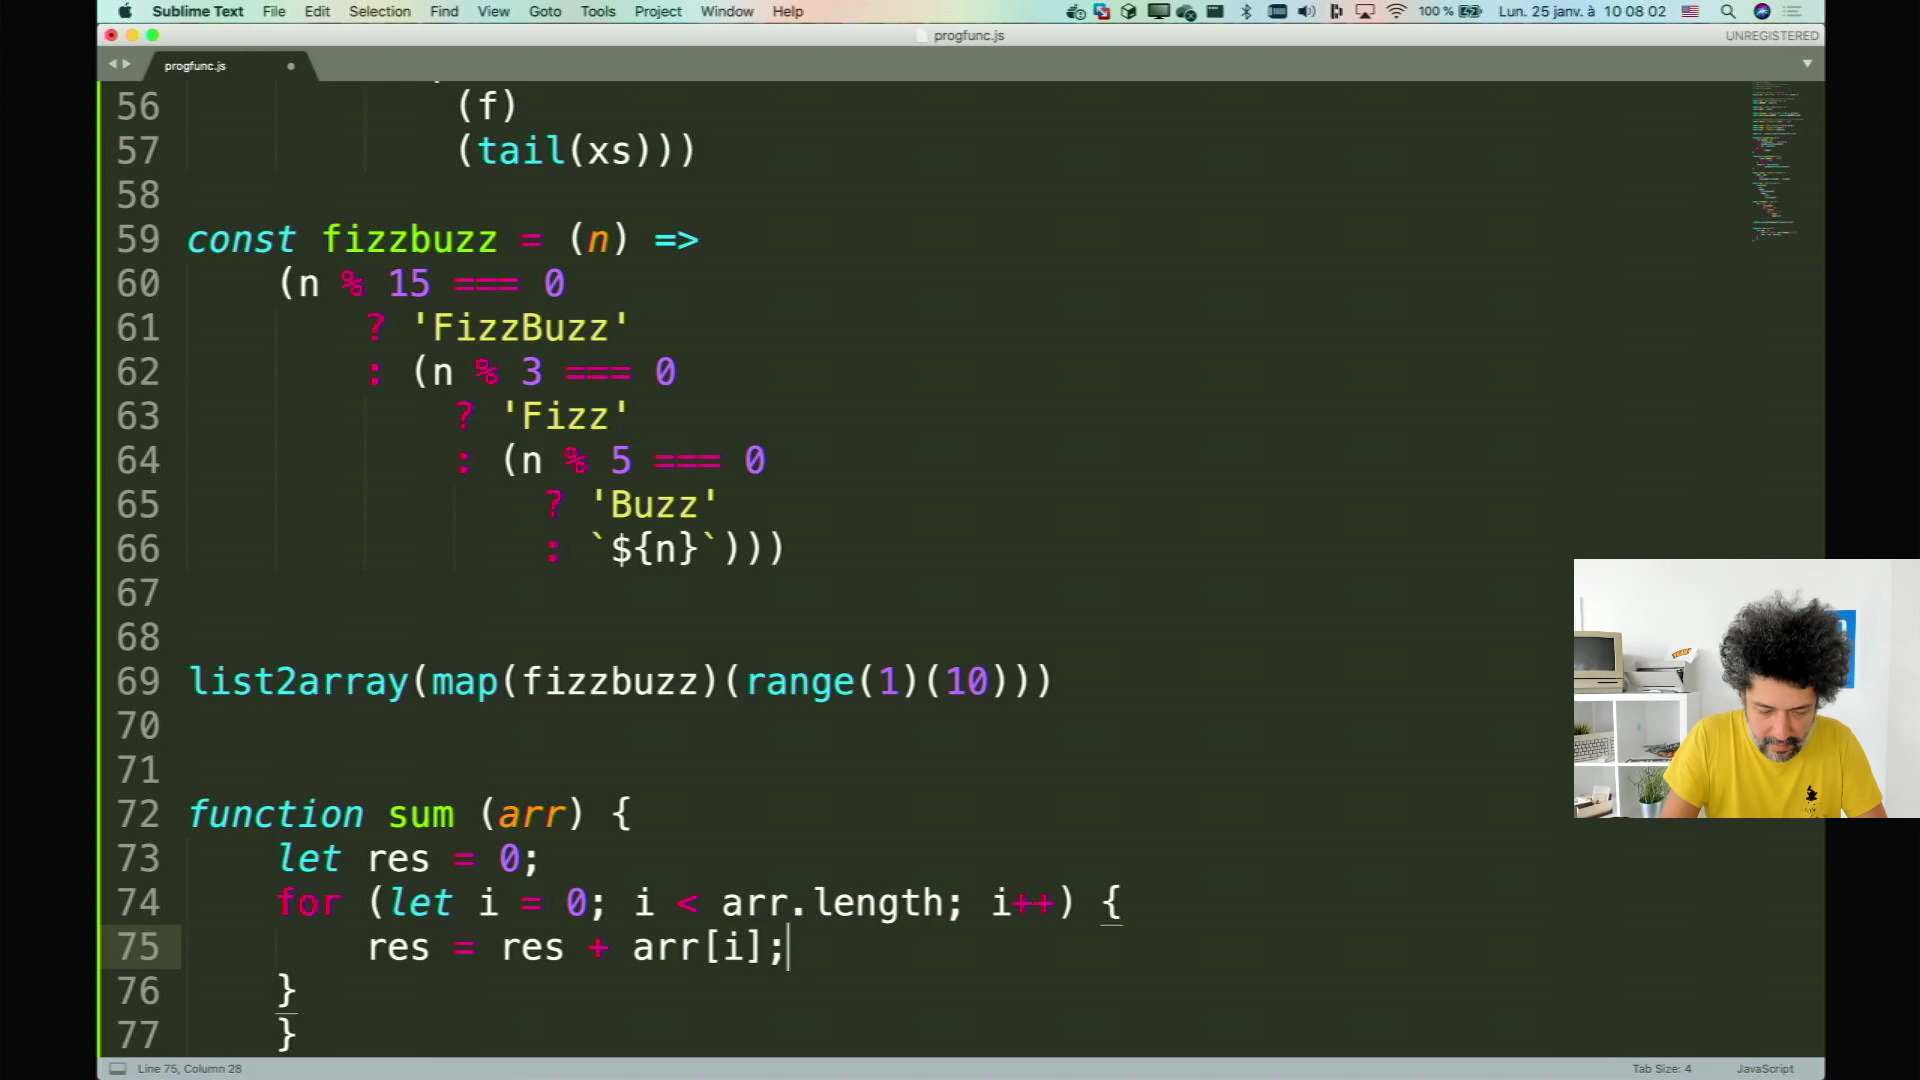 Sublime Text File Edit Selection Find View Goto Tools Project Window Help 100 % Lun. 25 janv. à 10 08 02
progfunc.js UNREGISTERED
progfunc.js
56 (f)
57 (tail(xs)))
58
59 const fizzbuzz = (n) =>
60 (n % 15 === 0
61 ? 'FizzBuzz'
62 : (n % 3 === 0
63 ? 'Fizz'
64 : (n % 5 === 0
65 ? 'Buzz'
66 : `${n}`)))
67
68
69 list2array(map(fizzbuzz)(range(1)(10)))
70
71
72 function sum (arr) {
73 let res = 0;
74 for (let i = 0; i < arr.length; i++) {
75 res = res + arr[i];
76 }
77 }
Line 75, Column 28 Tab Size: 4 JavaScript